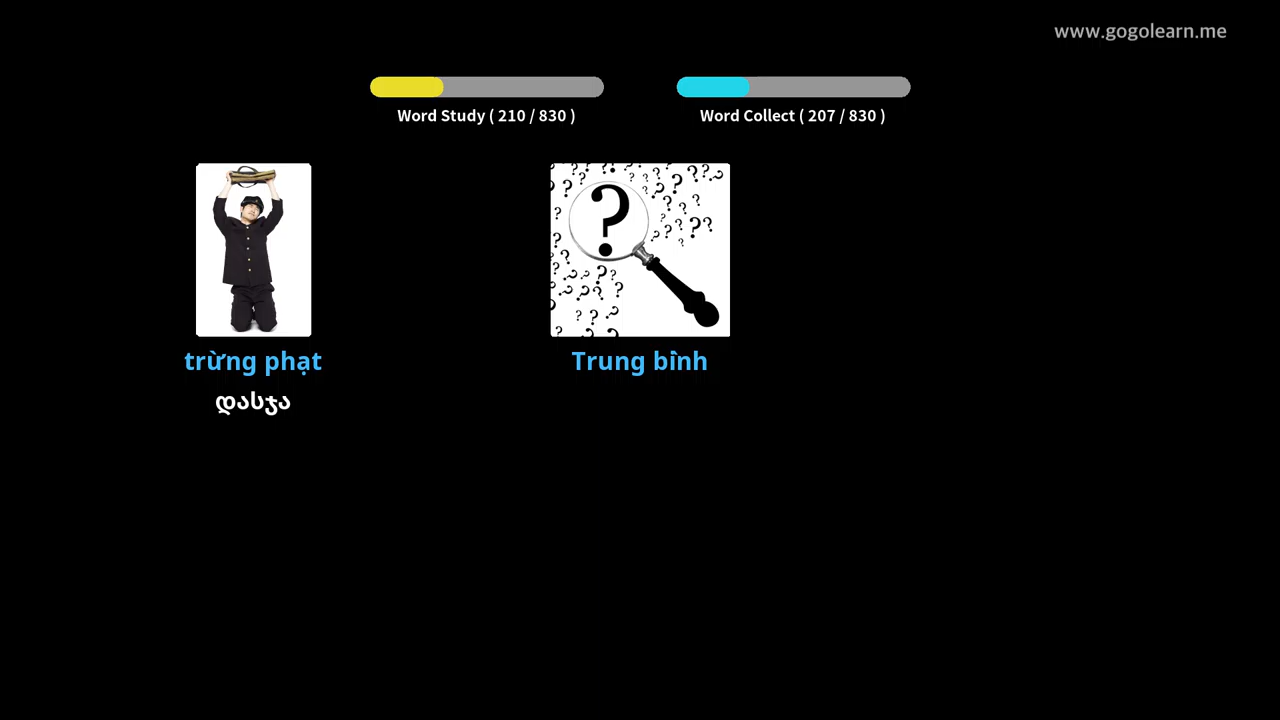 www.gogolearn.me
Word Study ( 210 / 830 )
Word Collect ( 207 / 830 )
trừng phạt
Trung bình
დასჯა